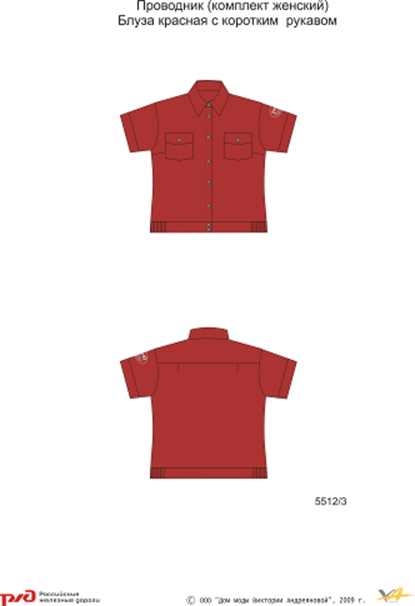 Проводник (комплект женский)
Блуза красная с коротким рукавом
5512/3
РЖД
Российские
железные дороги
© ООО "Дом моды Виктории Андреяновой", 2009 г.